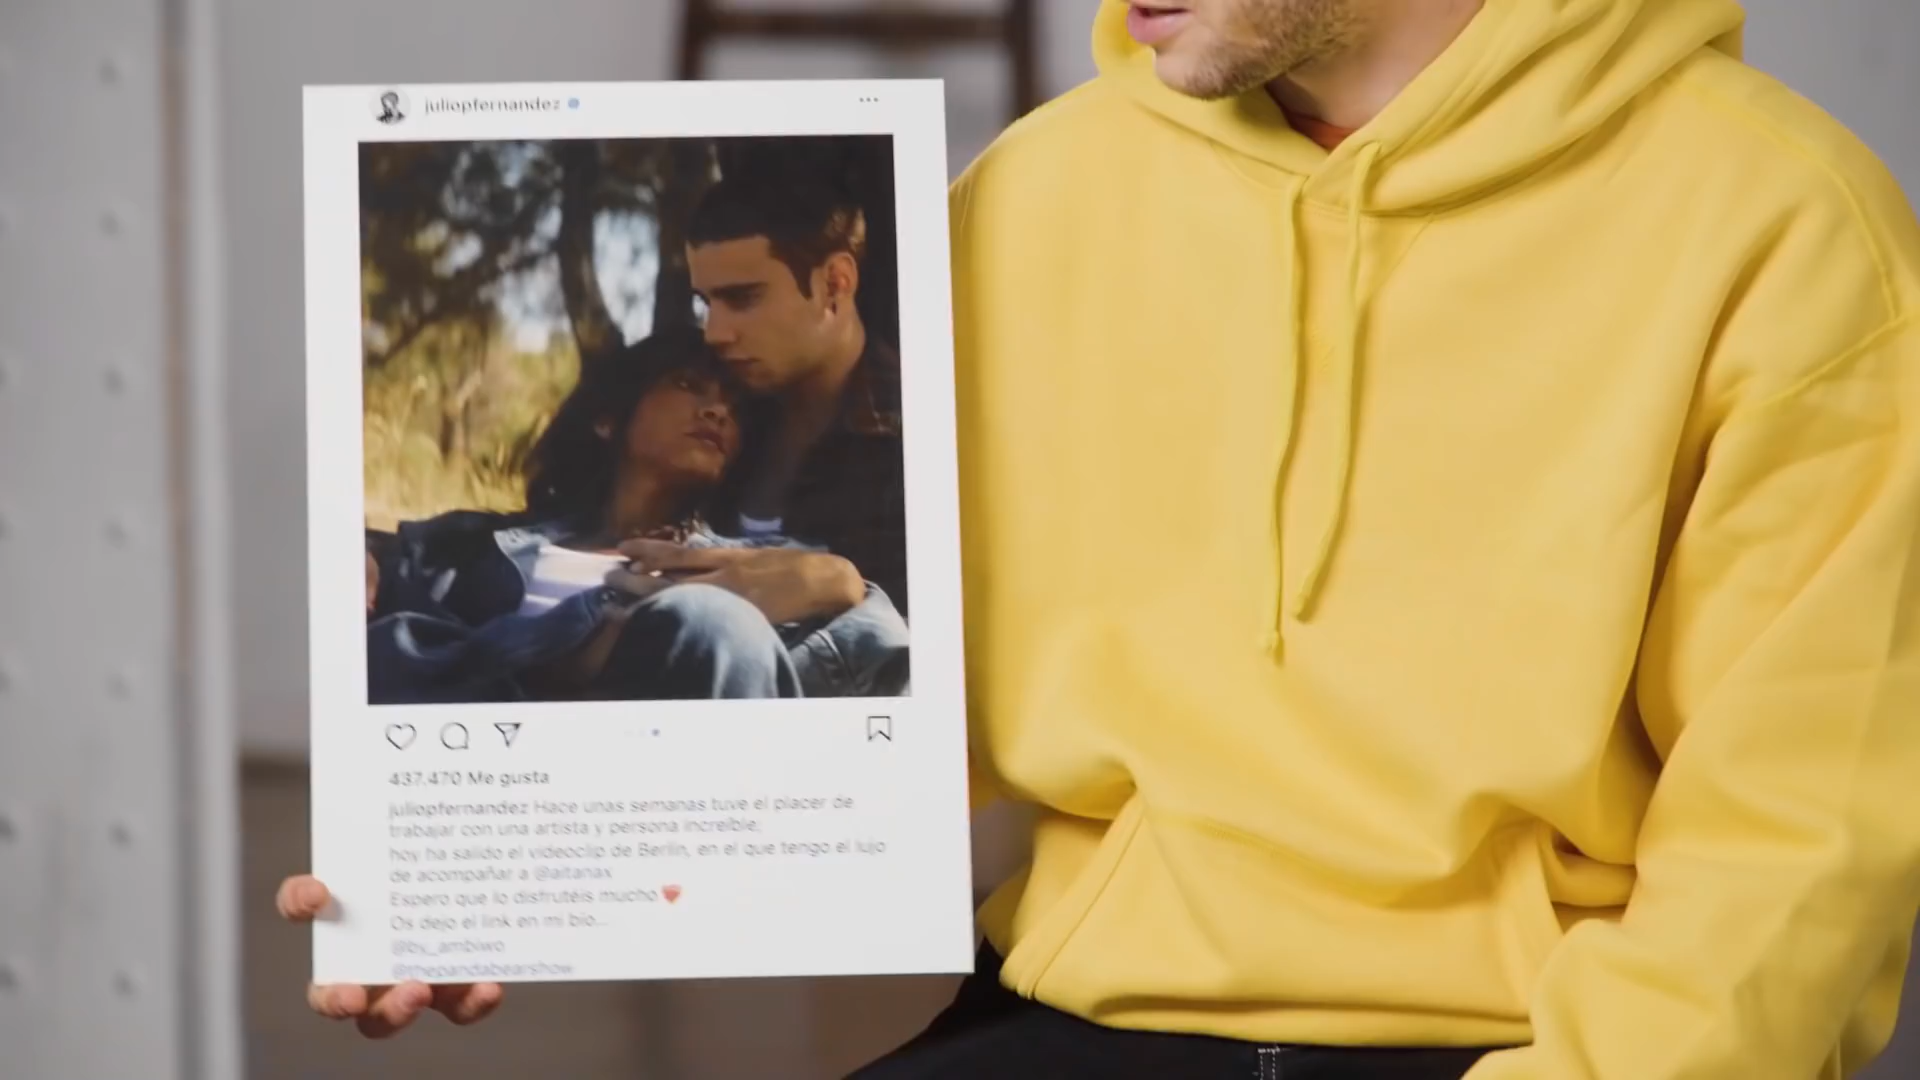 juliopfernandez
437.470 Me gusta
juliopfernandez Hace unas semanas tuve el placer de
trabajar con una artista y persona increíble;
hoy ha salido el videoclip de Berlín, en el que tengo el lujo
de acompañar a @aitanax
Espero que lo disfrutéis mucho❤️
Os dejo el link en mi bio...
@by_ambiwo
@thepandabearshow